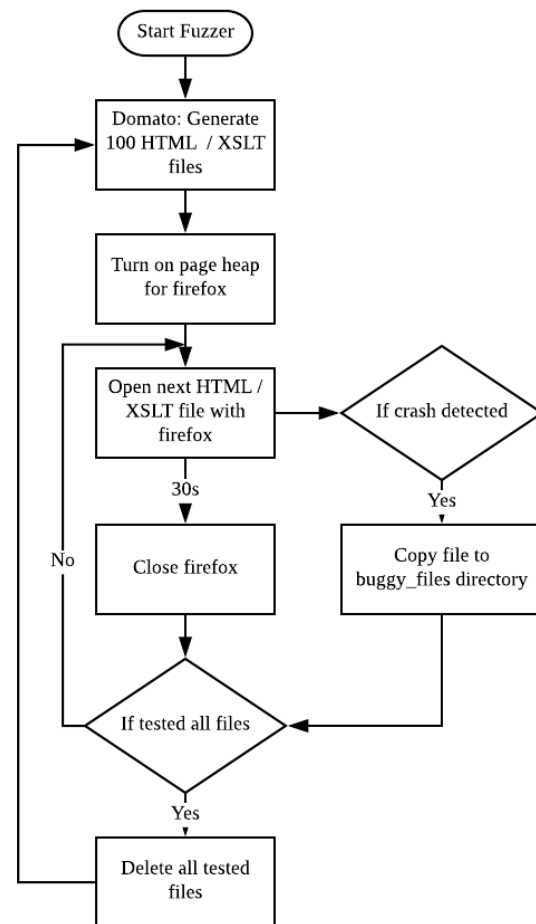 Start Fuzzer
Domato: Generate
100 HTML / XSLT
files
Turn on page heap
for firefox
Open next HTML /
XSLT file with
firefox
If crash detected
30s
Yes
Close firefox
Copy file to
buggy_files directory
No
If tested all files
Yes
Delete all tested
files